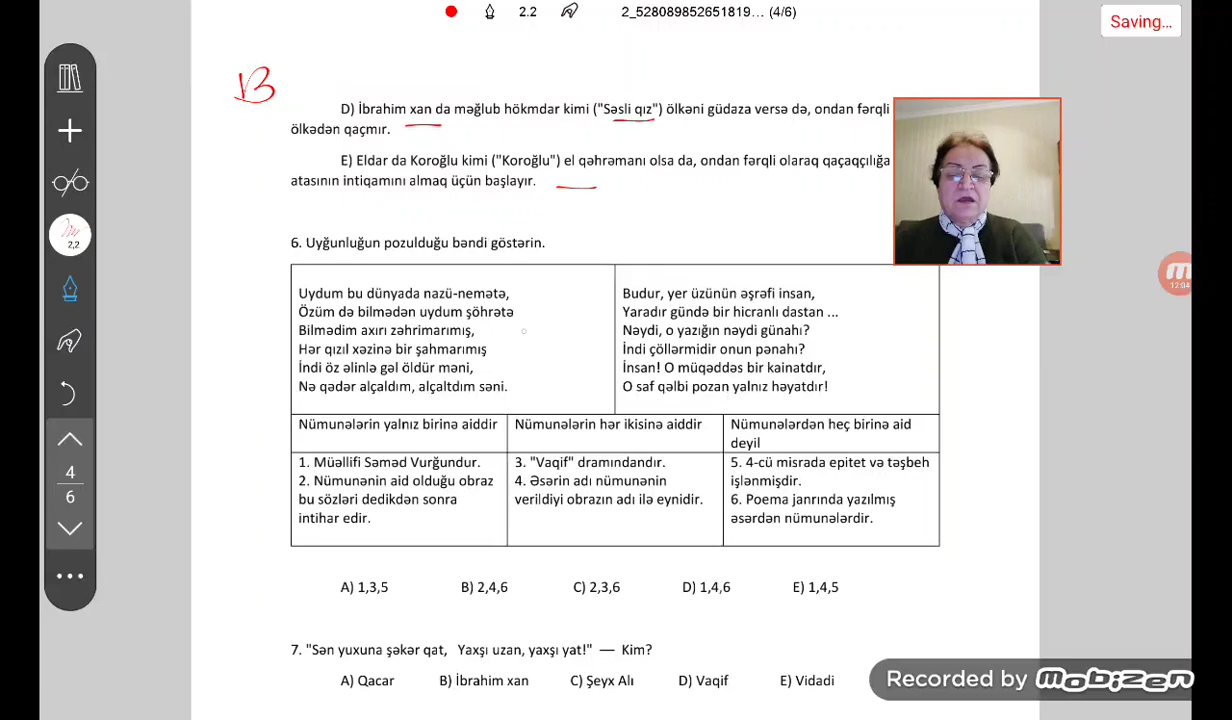 2.2
2_528089852651819... (4/6)
Saving...
B
D) İbrahim xan da məğlub hökmdar kimi ("Səsli qız") ölkəni güdaza versə də, ondan fərqli
ölkədən qaçmır.
E) Eldar da Koroğlu kimi ("Koroğlu") el qəhrəmanı olsa da, ondan fərqli olaraq qaçaqçılığa
atasının intiqamını almaq üçün başlayır.
2,2
12:04
6. Uyğunluğun pozulduğu bəndi göstərin.
Uydum bu dünyada nazü-nemətə,
Özüm də bilmədən uydum şöhrətə
Bilmədim axırı zəhrimarımış,
Hər qızıl xəzinə bir şahmarımış
İndi öz əlinlə gəl öldür məni,
Nə qədər alçaldım, alçaltdım səni.
Budur, yer üzünün əşrəfi insan,
Yaradır gündə bir hicranlı dastan ...
Nəydi, o yazığın nəydi günahı?
İndi çöllərmidir onun pənahı?
İnsan! O müqəddəs bir kainatdır,
O saf qəlbi pozan yalnız həyatdır!
Nümunələrin yalnız birinə aiddir
Nümunələrin hər ikisinə aiddir
Nümunələrdən heç birinə aid
deyil
1. Müəllifi Səməd Vurğundur.
2. Nümunənin aid olduğu obraz
bu sözləri dedikdən sonra
intihar edir.
3. "Vaqif" dramındandır.
4. Əsərin adı nümunənin
verildiyi obrazın adı ilə eynidir.
5. 4-cü misrada epitet və təşbeh
işlənmişdir.
6. Poema janrında yazılmış
əsərdən nümunələrdir.
4
6
A) 1,3,5 B) 2,4,6 C) 2,3,6 D) 1,4,6 E) 1,4,5
7. "Sən yuxuna şəkər qat, Yaxşı uzan, yaxşı yat!" — Kim?
A) Qacar B) İbrahim xan C) Şeyx Alı D) Vaqif E) Vidadi
Recorded by Mobizen